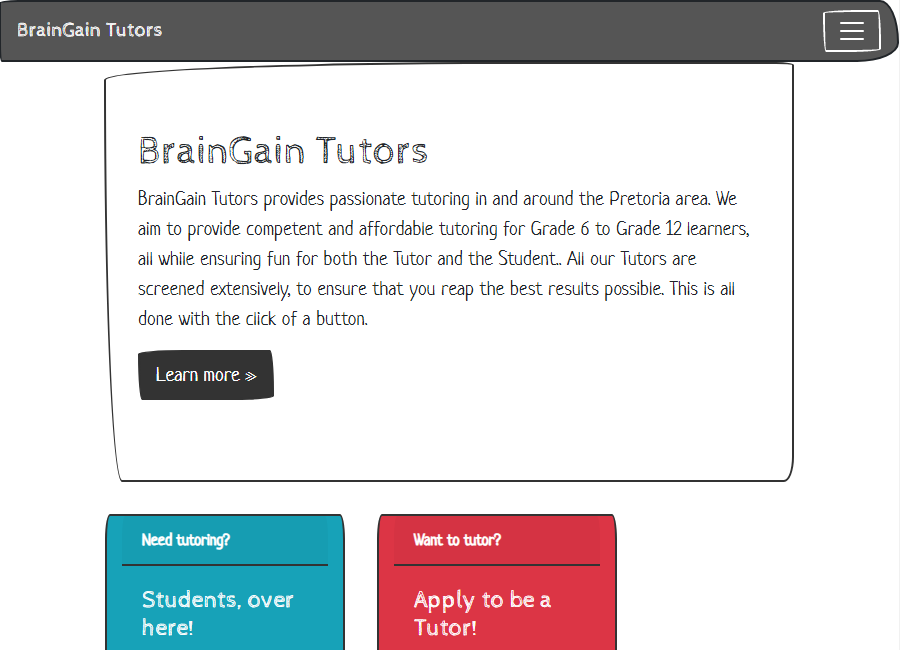 BrainGain Tutors
BrainGain Tutors
BrainGain Tutors provides passionate tutoring in and around the Pretoria area. We
aim to provide competent and affordable tutoring for Grade 6 to Grade 12 learners,
all while ensuring fun for both the Tutor and the Student.. All our Tutors are
screened extensively, to ensure that you reap the best results possible. This is all
done with the click of a button.
Learn more »
Need tutoring?
Students, over
here!
Want to tutor?
Apply to be a
Tutor!